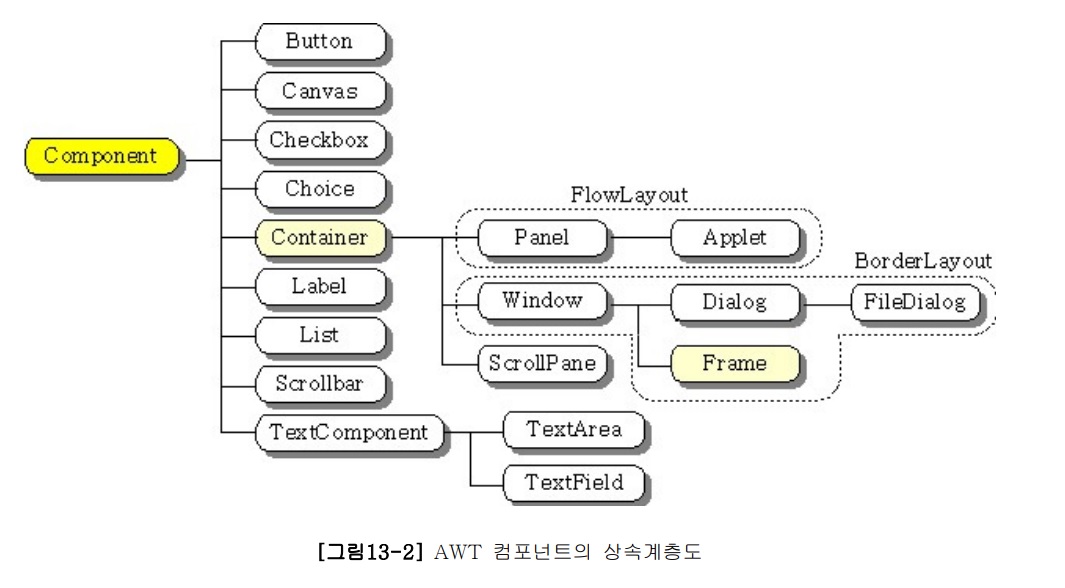 Button
Canvas
Checkbox
Component
Choice
FlowLayout
Container
Panel
Applet
BorderLayout
Label
Window
Dialog
FileDialog
List
ScrollPane
Frame
Scrollbar
TextComponent
TextArea
TextField
[그림13-2] AWT 컴포넌트의 상속계층도